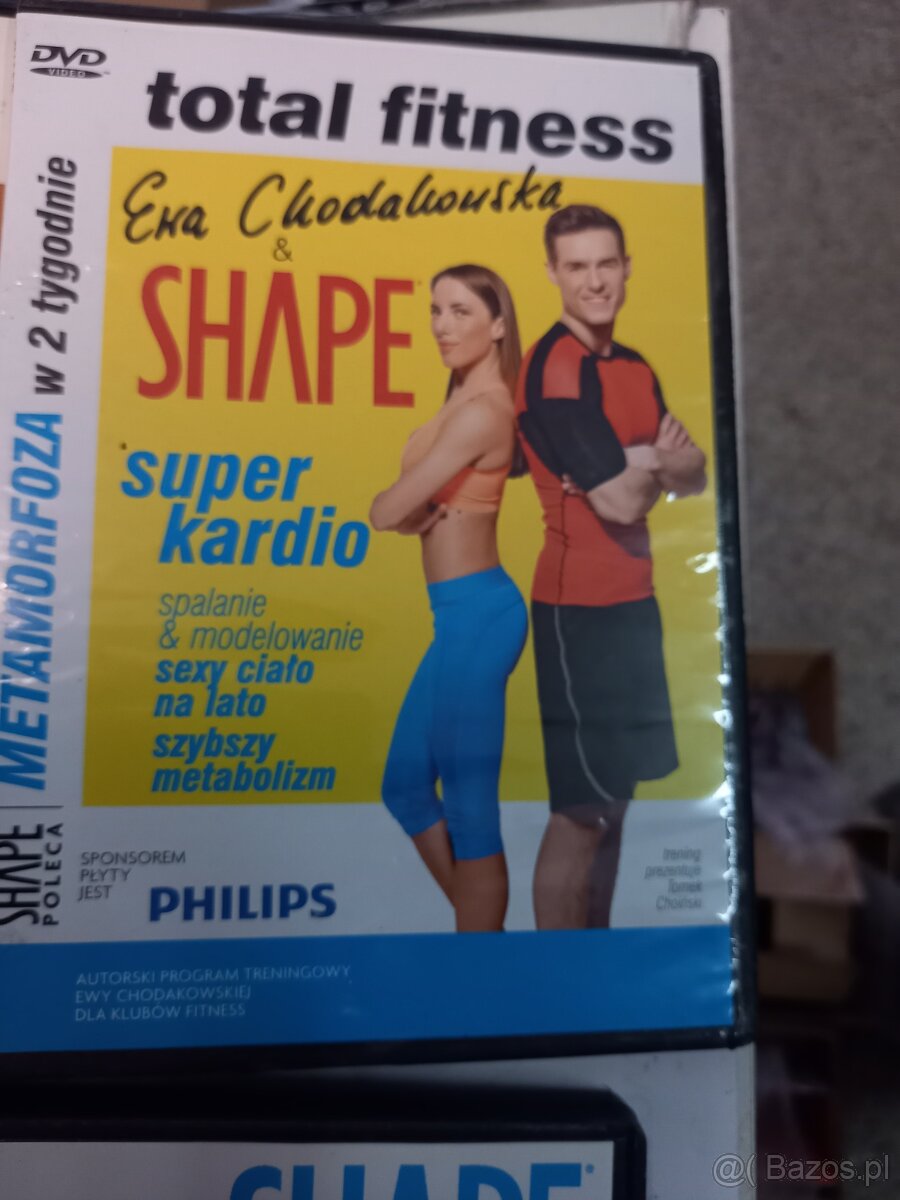 DVD
VIDEO
total fitness
Ewa Chodakowska
&
SHAPE
super
kardio
spalanie
& modelowanie
sexy ciało
na lato
szybszy
metabolizm
SPONSOREM
PŁYTY
JEST
PHILIPS
trening
prezentuje
Tomek
Choiński
AUTORSKI PROGRAM TRENINGOWY
EWY CHODAKOWSKIEJ
DLA KLUBÓW FITNESS
METAMORFOZA w 2 tygodnie
SHAPE
POLECA
SHAPE
@( Bazos.pl